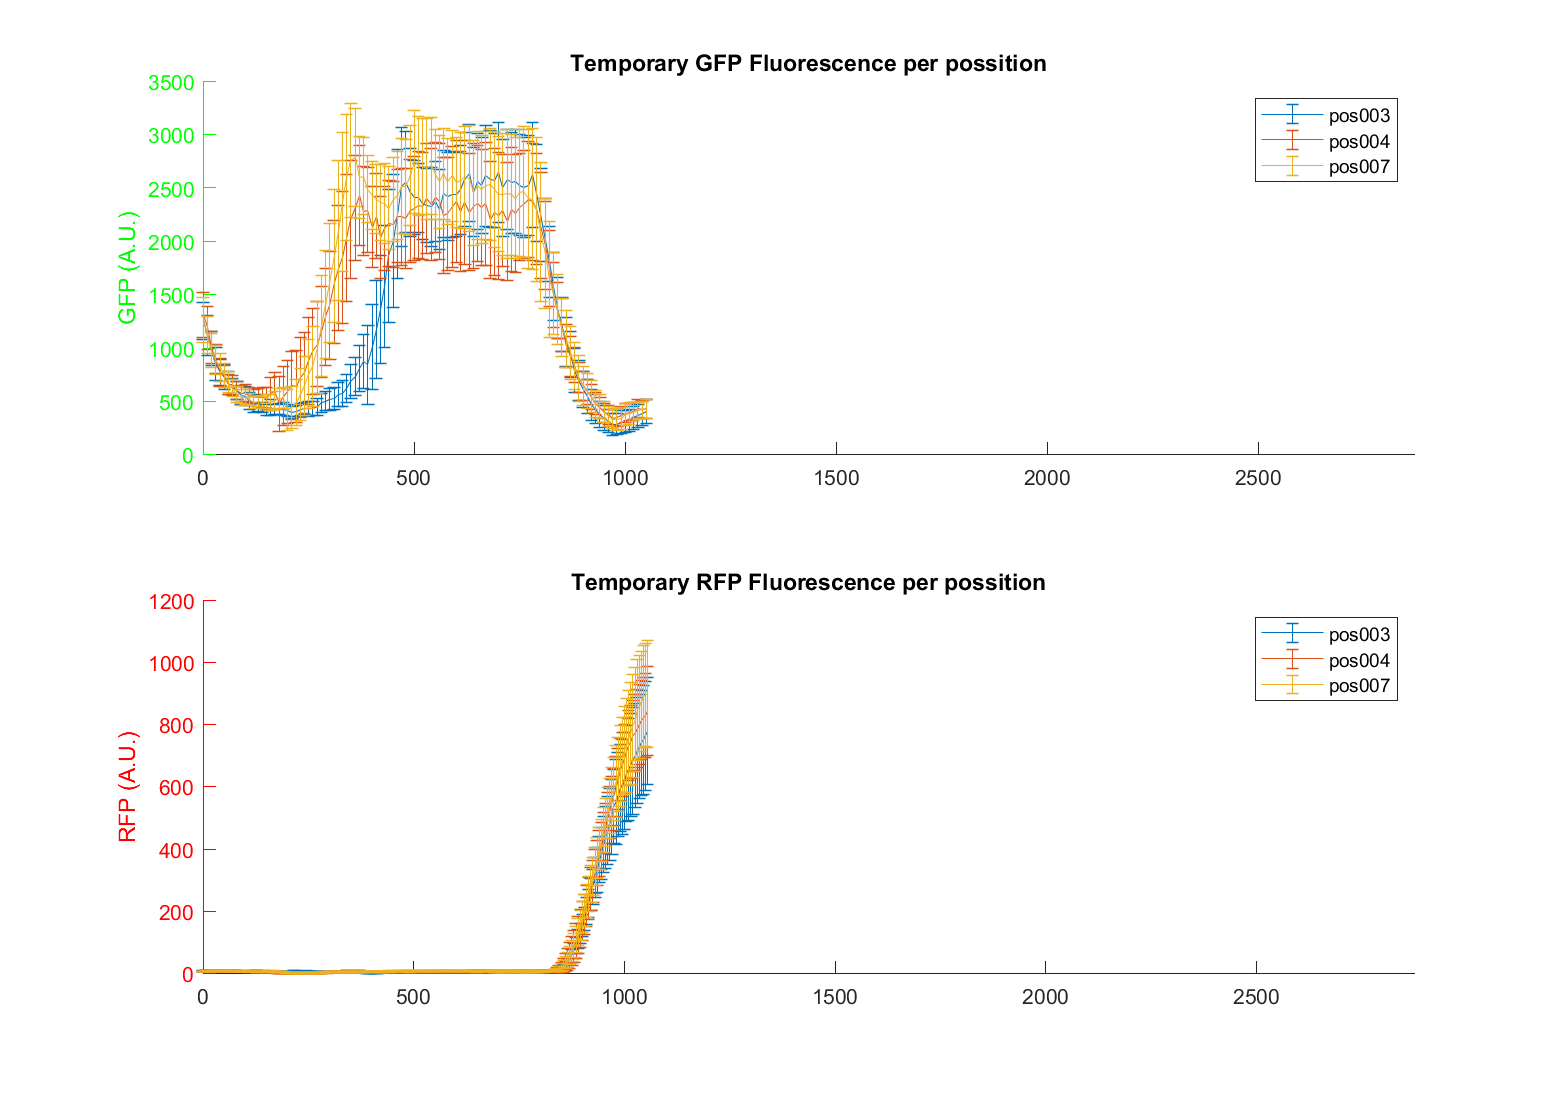 Temporary GFP Fluorescence per possition
3500
3000
2500
2000
1500
1000
500
0
GFP (A.U.)
0 500 1000 1500 2000 2500
pos003
pos004
pos007
Temporary RFP Fluorescence per possition
1200
1000
800
600
400
200
0
RFP (A.U.)
0 500 1000 1500 2000 2500
pos003
pos004
pos007